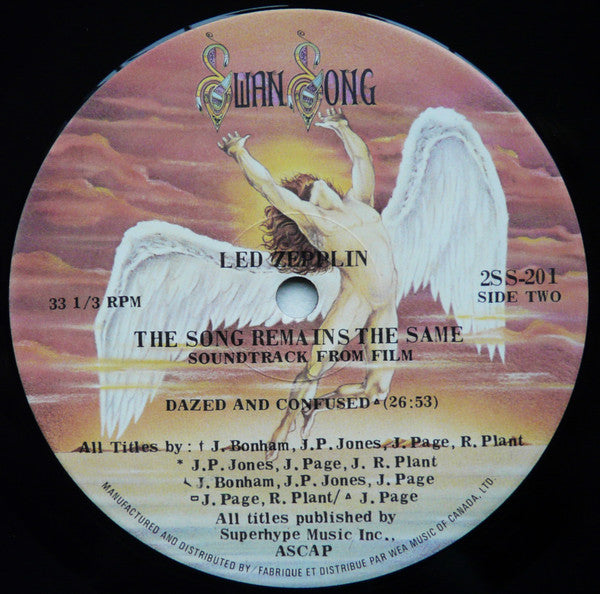 SWAN SONG
LED ZEPPLIN
33 1/3 RPM
2SS-201
SIDE TWO
THE SONG REMAINS THE SAME
SOUNDTRACK FROM FILM
DAZED AND CONFUSED ▵ (26:53)
All Titles by: † J. Bonham, J.P. Jones, J. Page, R. Plant
* J.P. Jones, J. Page, J. R. Plant
J. Bonham, J.P. Jones, J. Page
▭ J. Page, R. Plant/ ▵ J. Page
All titles published by
Superhype Music Inc.,
ASCAP
MANUFACTURED AND DISTRIBUTED BY/FABRIQUE ET DISTRIBUE PAR WEA MUSIC OF CANADA, LTD.